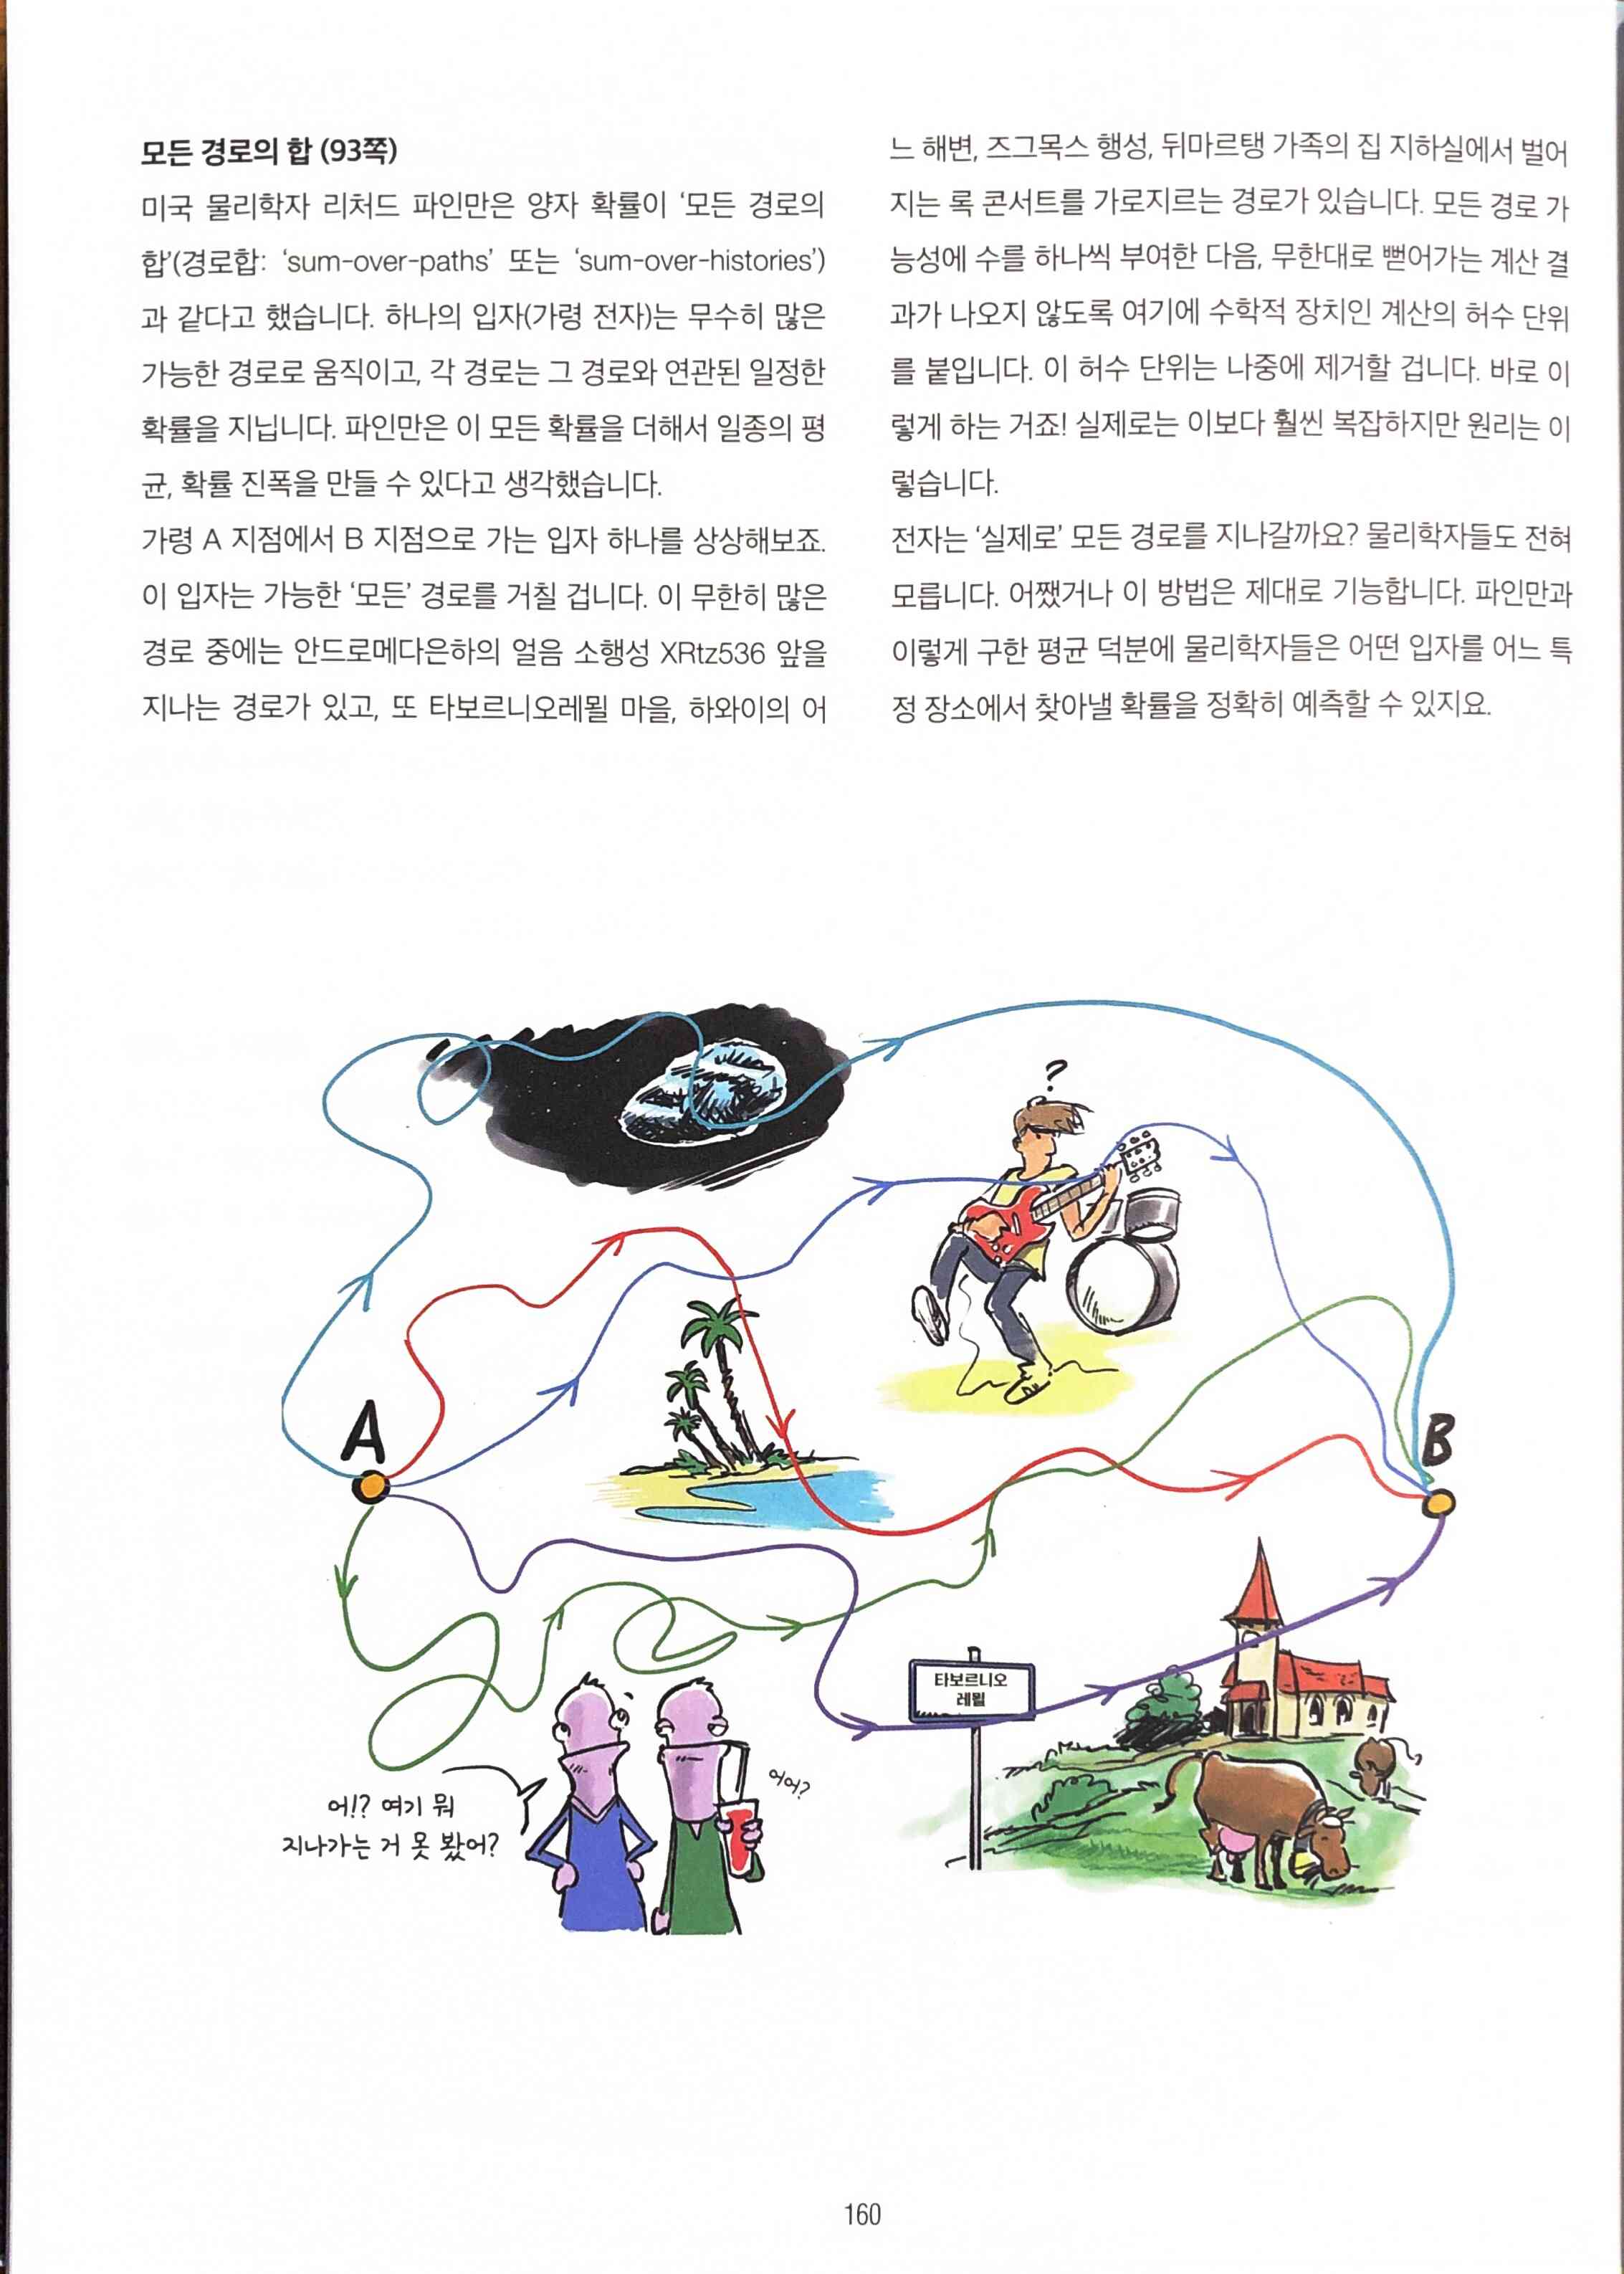 모든 경로의 합 (93쪽)
미국 물리학자 리처드 파인만은 양자 확률이 ‘모든 경로의
합’(경로합: ‘sum-over-paths’ 또는 ‘sum-over-histories’)
과 같다고 했습니다. 하나의 입자(가령 전자)는 무수히 많은
가능한 경로로 움직이고, 각 경로는 그 경로와 연관된 일정한
확률을 지닙니다. 파인만은 이 모든 확률을 더해서 일종의 평
균, 확률 진폭을 만들 수 있다고 생각했습니다.
가령 A 지점에서 B 지점으로 가는 입자 하나를 상상해보죠.
이 입자는 가능한 ‘모든’ 경로를 거칠 겁니다. 이 무한히 많은
경로 중에는 안드로메다은하의 얼음 소행성 XRtz536 앞을
지나는 경로가 있고, 또 타보르니오레뮐 마을, 하와이의 어
느 해변, 즈그목스 행성, 뒤마르탱 가족의 집 지하실에서 벌어
지는 록 콘서트를 가로지르는 경로가 있습니다. 모든 경로 가
능성에 수를 하나씩 부여한 다음, 무한대로 뻗어가는 계산 결
과가 나오지 않도록 여기에 수학적 장치인 계산의 허수 단위
를 붙입니다. 이 허수 단위는 나중에 제거할 겁니다. 바로 이
렇게 하는 거죠! 실제로는 이보다 훨씬 복잡하지만 원리는 이
렇습니다.
전자는 ‘실제로’ 모든 경로를 지나갈까요? 물리학자들도 전혀
모릅니다. 어쨌거나 이 방법은 제대로 기능합니다. 파인만과
이렇게 구한 평균 덕분에 물리학자들은 어떤 입자를 어느 특
정 장소에서 찾아낼 확률을 정확히 예측할 수 있지요.
?
A
B
타보르니오
레뮐
어!? 여기 뭐
지나가는 거 못 봤어?
어어?
160